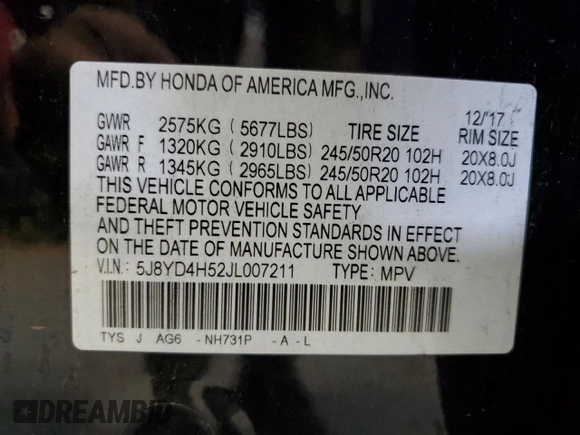 MFD.BY HONDA OF AMERICA MFG.,INC.
12/'17
GVWR 2575KG ( 5677LBS) TIRE SIZE RIM SIZE
GAWR F 1320KG ( 2910LBS) 245/50R20 102H 20X8.0J
GAWR R 1345KG ( 2965LBS) 245/50R20 102H 20X8.0J
THIS VEHICLE CONFORMS TO ALL APPLICABLE
FEDERAL MOTOR VEHICLE SAFETY
AND THEFT PREVENTION STANDARDS IN EFFECT
ON THE DATE OF MANUFACTURE SHOWN ABOVE.
V.I.N.: 5J8YD4H52JL007211 TYPE: MPV
TYS J AG6 -NH731P -A-L
DREAMBID